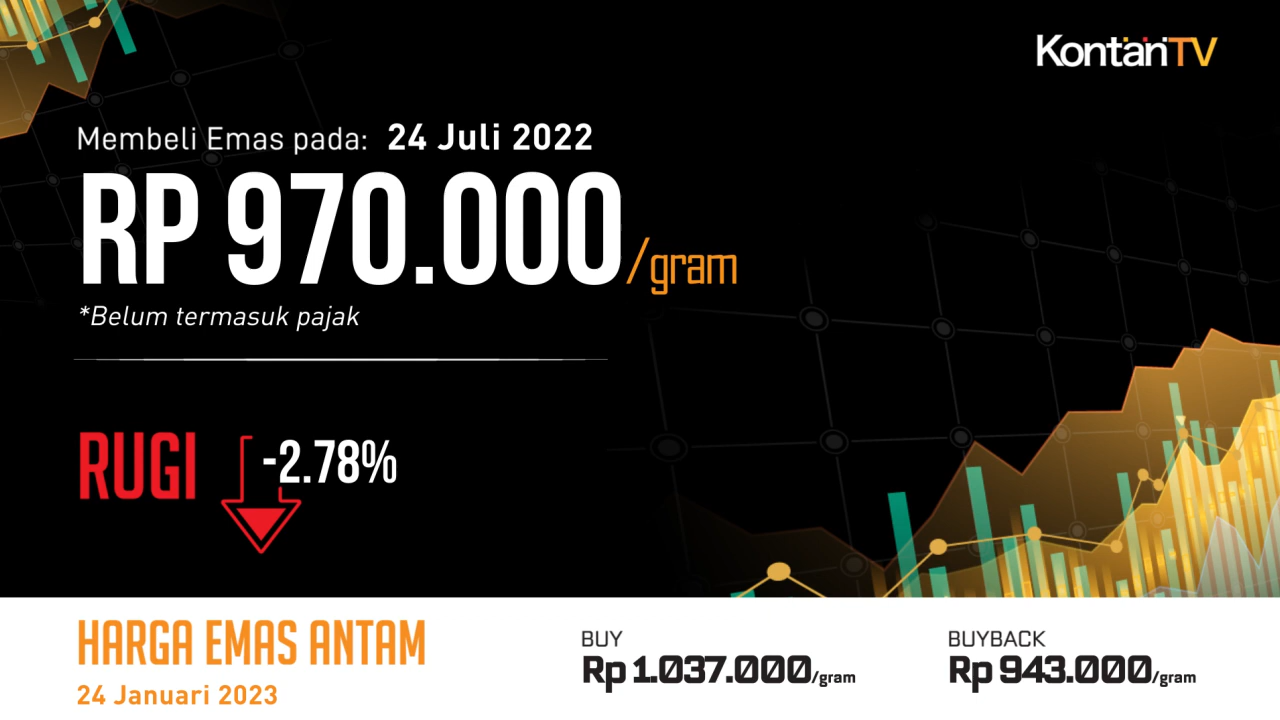 KontanTV
Membeli Emas pada: 24 Juli 2022
RP 970.000/gram
*Belum termasuk pajak
RUGI -2.78%
HARGA EMAS ANTAM
24 Januari 2023
BUY
Rp 1.037.000/gram
BUYBACK
Rp 943.000/gram